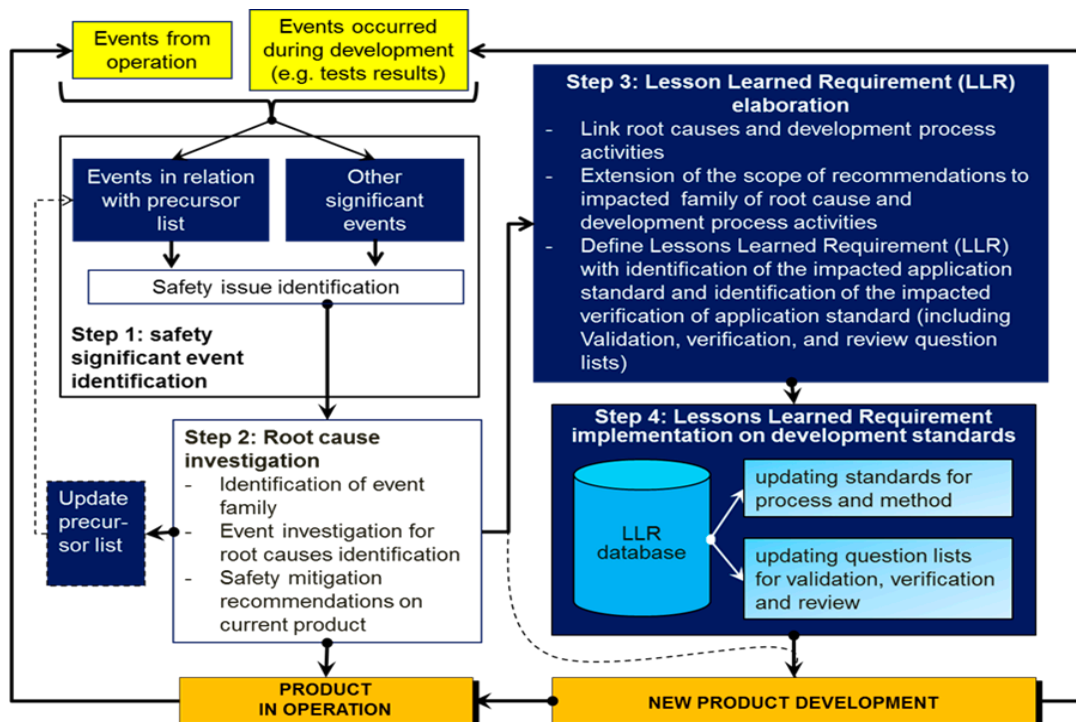 Events from
operation
Events occurred
during development
(e.g. tests results)
Events in relation
with precursor
list
Other
significant
events
Safety issue identification
Step 1: safety
significant event
identification
Step 2: Root cause
investigation
- Identification of event
family
- Event investigation for
root causes identification
- Safety mitigation
recommendations on
current product
Update
precur-
sor list
Step 3: Lesson Learned Requirement (LLR)
elaboration
- Link root causes and development process
activities
- Extension of the scope of recommendations to
impacted family of root cause and
development process activities
- Define Lessons Learned Requirement (LLR)
with identification of the impacted application
standard and identification of the impacted
verification of application standard (including
Validation, verification, and review question
lists)
Step 4: Lessons Learned Requirement
implementation on development standards
LLR
database
updating standards for
process and method
updating question lists
for validation, verification
and review
PRODUCT
IN OPERATION
NEW PRODUCT DEVELOPMENT